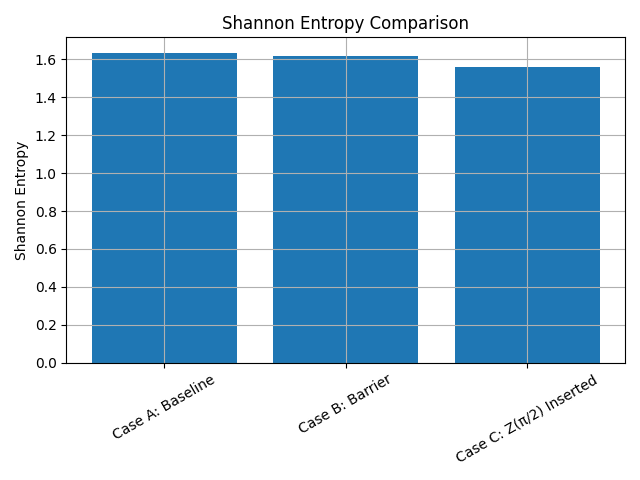 Shannon Entropy Comparison
Shannon Entropy
1.6
1.4
1.2
1.0
0.8
0.6
0.4
0.2
0.0
Case A: Baseline
Case B: Barrier
Case C: Z(π/2) Inserted